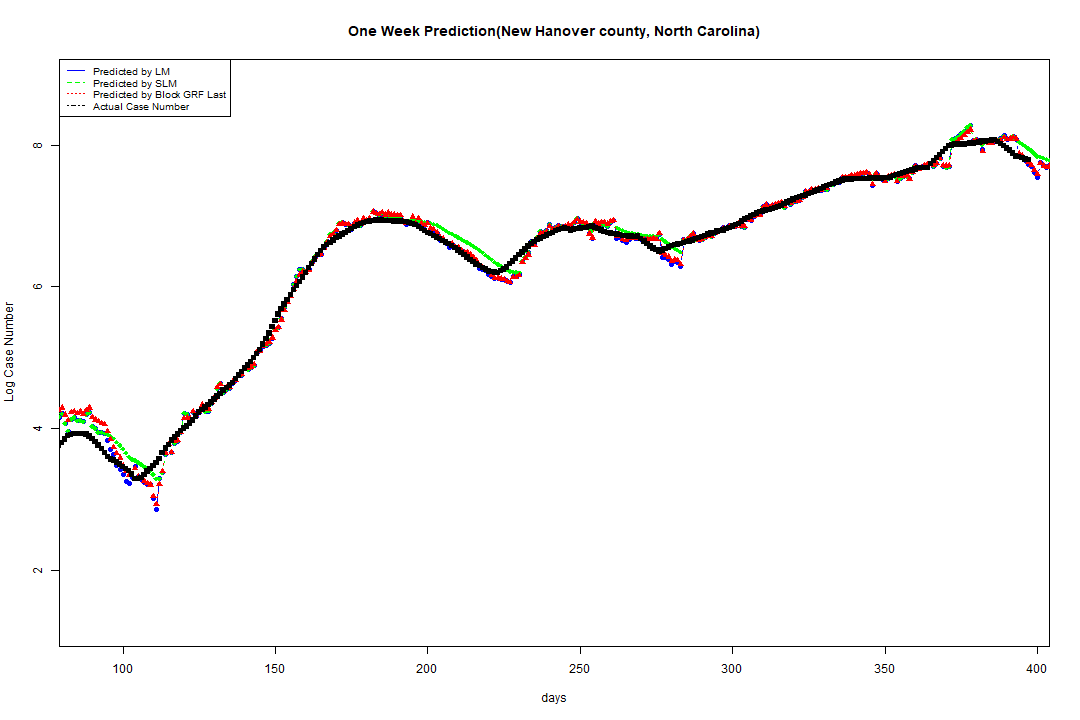 One Week Prediction(New Hanover county, North Carolina)
Predicted by LM
Predicted by SLM
Predicted by Block GRF Last
Actual Case Number
8
6
4
2
Log Case Number
100 150 200 250 300 350 400
days